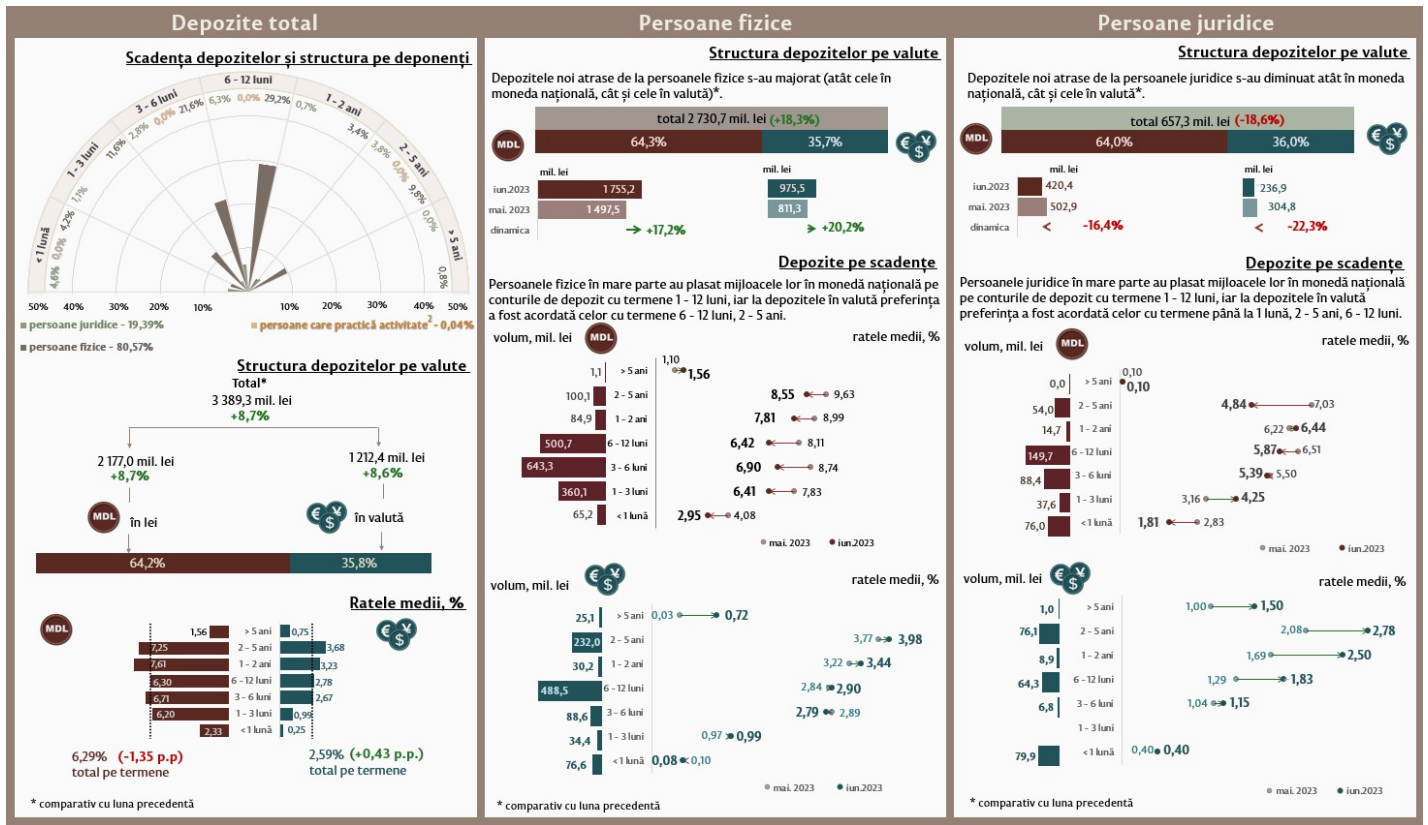 Depozite total
Scadența depozitelor și structura pe deponenți
< 1 lună
1 - 3 luni
3 - 6 luni
6 - 12 luni
1 - 2 ani
2 - 5 ani
> 5 ani
4,6% 0,0% 4,2%
1,1%
11,6%
2,8% 0,0% 21,6%
6,3% 0,0% 29,2%
0,7%
3,4%
3,8% 0,0% 9,8%
0,0%
0,8%
50% 40% 30% 20% 10% 10% 20% 30% 40% 50%
persoane juridice - 19,39%
persoane care practică activitate2 - 0,04%
persoane fizice - 80,57%
Structura depozitelor pe valute
Total*
3 389,3 mil. lei
+8,7%
2 177,0 mil. lei
+8,7%
1 212,4 mil. lei
+8,6%
MDL
în lei
€ ¥ $
în valută
64,2% 35,8%
Ratele medii, %
MDL
€ ¥ $
1,56 > 5 ani 0,75
7,25 2 - 5 ani 3,68
7,61 1 - 2 ani 3,23
6,30 6 - 12 luni 2,78
6,71 3 - 6 luni 2,67
6,20 1 - 3 luni 0,99
2,33 < 1 lună 0,25
6,29% (-1,35 p.p)
total pe termene
2,59% (+0,43 p.p.)
total pe termene
* comparativ cu luna precedentă
Persoane fizice
Structura depozitelor pe valute
Depozitele noi atrase de la persoanele fizice s-au majorat (atât cele în
moneda națională, cât și cele în valută)*.
total 2 730,7 mil. lei (+18,3%)
MDL
64,3% 35,7%
€ ¥ $
mil. lei mil. lei
iun.2023 1 755,2 975,5
mai. 2023 1 497,5 811,3
dinamica +17,2% +20,2%
Depozite pe scadențe
Persoanele fizice în mare parte au plasat mijloacele lor în monedă națională pe
conturile de depozit cu termene 1 - 12 luni, iar la depozitele în valută preferința
a fost acordată celor cu termene 6 - 12 luni, 2 - 5 ani.
volum, mil. lei MDL ratele medii, %
1,1 > 5 ani 1,10 1,56
100,1 2 - 5 ani 8,55 9,63
84,9 1 - 2 ani 7,81 8,99
500,7 6 - 12 luni 6,42 8,11
643,3 3 - 6 luni 6,90 8,74
360,1 1 - 3 luni 6,41 7,83
65,2 < 1 lună 2,95 4,08
mai. 2023 iun.2023
volum, mil. lei € ¥ $ ratele medii, %
25,1 > 5 ani 0,03 0,72
232,0 2 - 5 ani 3,77 3,98
30,2 1 - 2 ani 3,22 3,44
488,5 6 - 12 luni 2,84 2,90
88,6 3 - 6 luni 2,79 2,89
34,4 1 - 3 luni 0,97 0,99
76,6 < 1 lună 0,08 0,10
mai. 2023 iun.2023
* comparativ cu luna precedentă
Persoane juridice
Structura depozitelor pe valute
Depozitele noi atrase de la persoanele juridice s-au diminuat atât în moneda
națională, cât și cele în valută*.
total 657,3 mil. lei (-18,6%)
MDL
64,0% 36,0%
€ ¥ $
mil. lei mil. lei
iun.2023 420,4 236,9
mai. 2023 502,9 304,8
dinamica -16,4% -22,3%
Depozite pe scadențe
Persoanele juridice în mare parte au plasat mijloacele lor în monedă națională
pe conturile de depozit cu termene 1 - 12 luni, iar la depozitele în valută
preferința a fost acordată celor cu termene până la 1 lună, 2 - 5 ani, 6 - 12 luni.
volum, mil. lei MDL ratele medii, %
0,0 > 5 ani 0,10 0,10
54,0 2 - 5 ani 4,84 7,03
14,7 1 - 2 ani 6,22 6,44
149,7 6 - 12 luni 5,87 6,51
88,4 3 - 6 luni 5,39 5,50
37,6 1 - 3 luni 3,16 4,25
76,0 < 1 lună 1,81 2,83
mai. 2023 iun.2023
volum, mil. lei € ¥ $ ratele medii, %
1,0 > 5 ani 1,00 1,50
76,1 2 - 5 ani 2,08 2,78
8,9 1 - 2 ani 1,69 2,50
64,3 6 - 12 luni 1,29 1,83
6,8 3 - 6 luni 1,04 1,15
1 - 3 luni
79,9 < 1 lună 0,40 0,40
mai. 2023 iun.2023
* comparativ cu luna precedentă